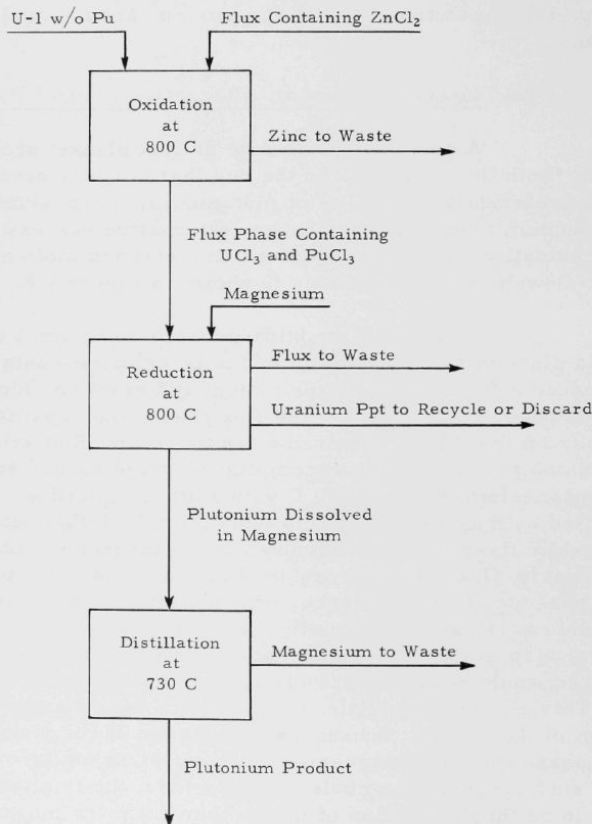 U-1 w/o Pu
Flux Containing ZnCl₂
Oxidation
at
800 C
Zinc to Waste
Flux Phase Containing
UCl₃ and PuCl₃
Magnesium
Reduction
at
800 C
Flux to Waste
Uranium Ppt to Recycle or Discard
Plutonium Dissolved
in Magnesium
Distillation
at
730 C
Magnesium to Waste
Plutonium Product